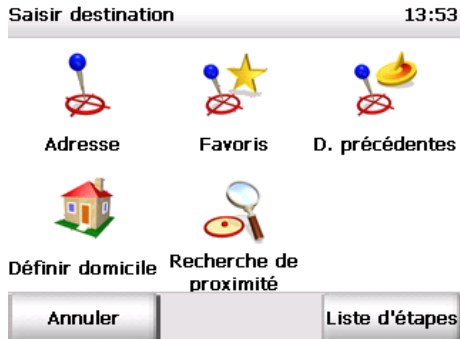 Saisir destination 13:53
Adresse Favoris D. précédentes
Définir domicile Recherche de
proximité
Annuler Liste d'étapes